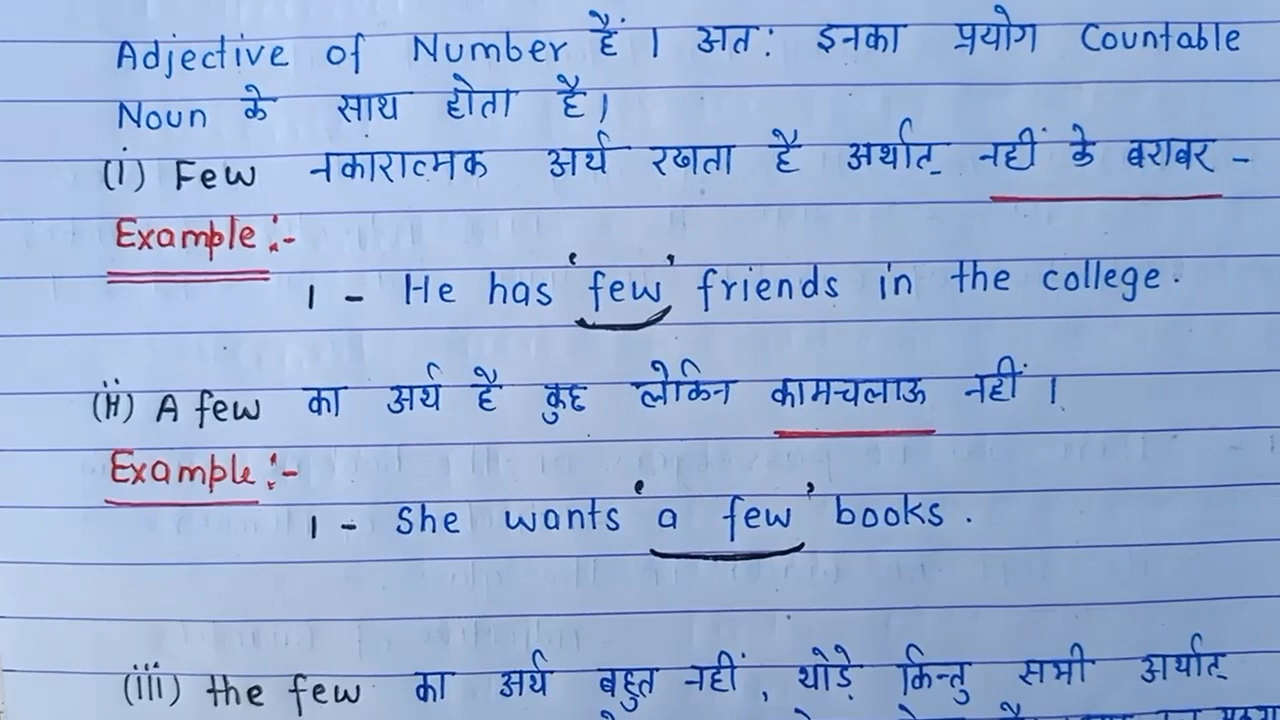 Adjective of Number हैं । अत: इनका प्रयोग Countable
Noun के साथ होता है।
(i) Few नकारात्मक अर्थ रखता है अर्थात् नहीं के बराबर -
Example :-
1 - He has 'few' friends in the college.
(ii) A few का अर्थ है कुछ लेकिन कामचलाऊ नहीं ।
Example :-
1 - She wants 'a few' books.
(iii) the few का अर्थ बहुत नहीं, थोड़े किन्तु सभी अर्थात्